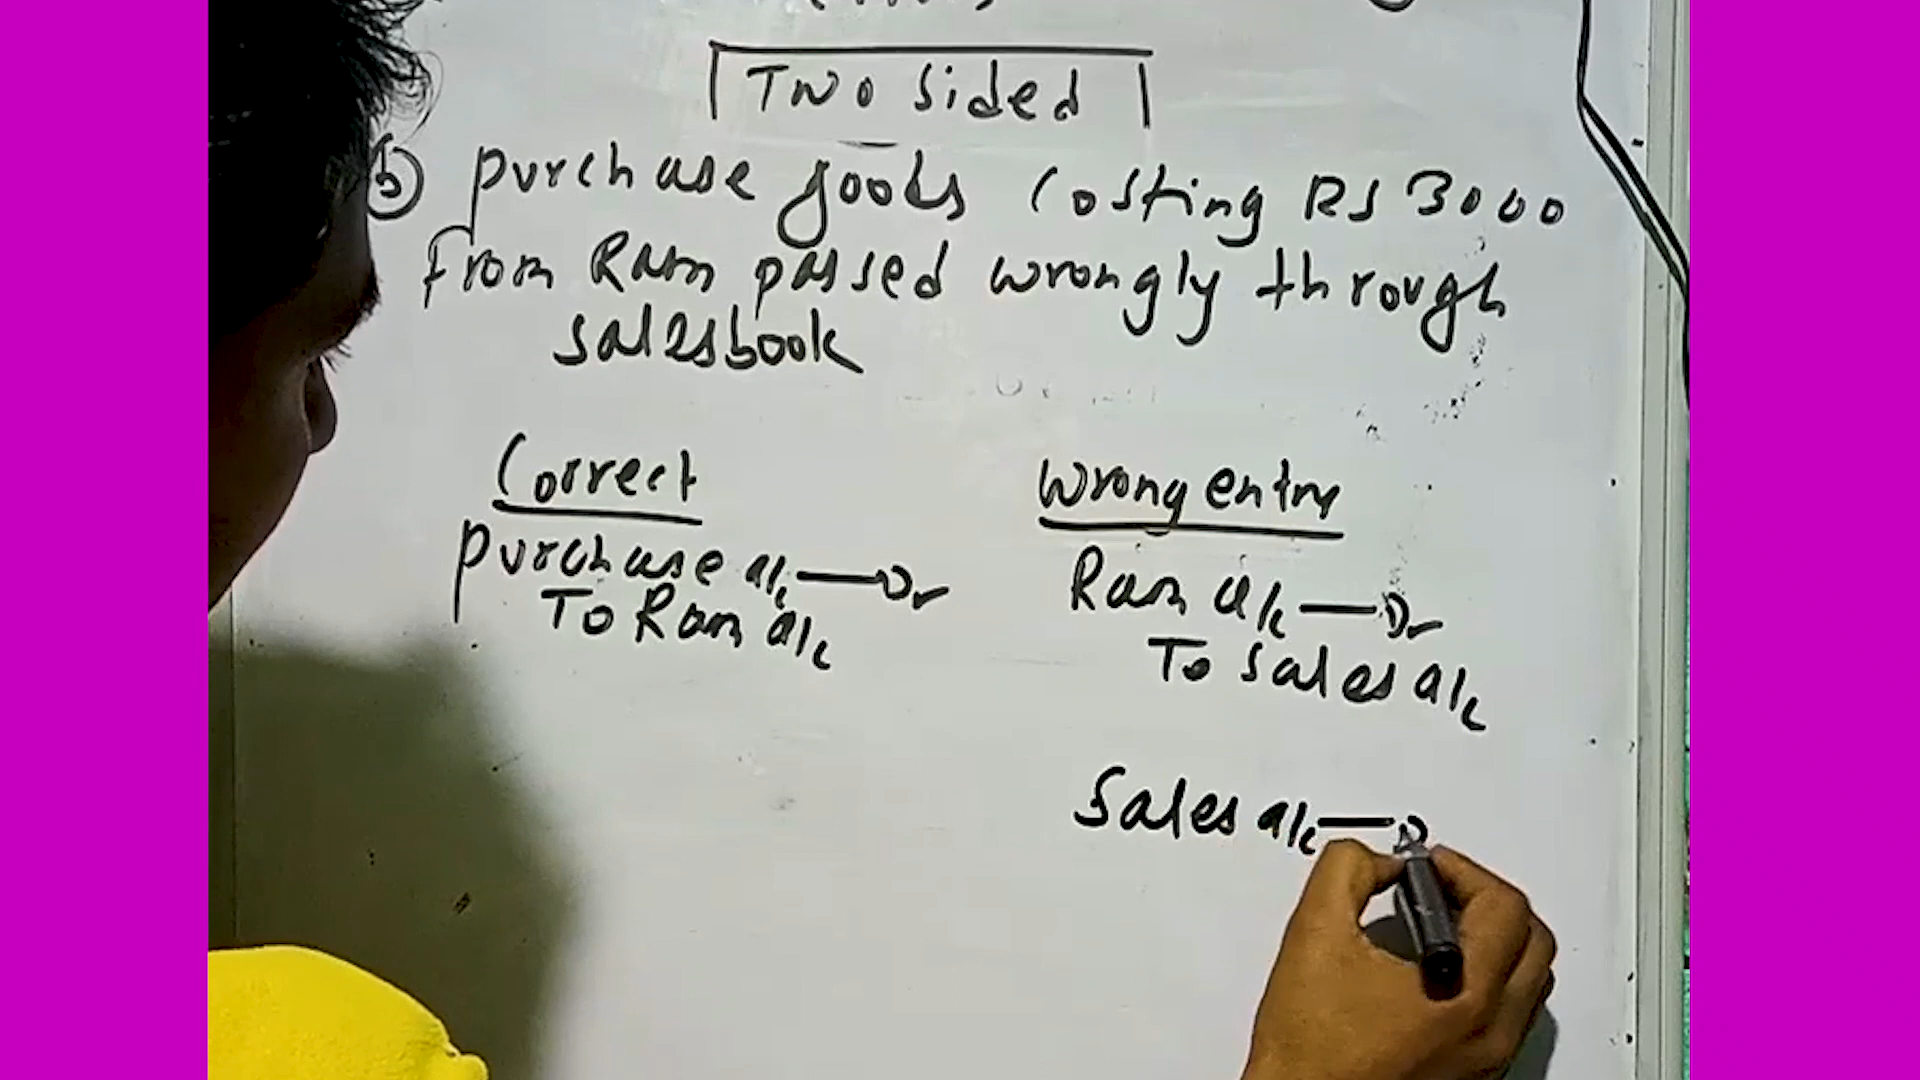 Two sided
b) purchase goods costing RS 3000
from Ram passed wrongly through
salesbook
Correct
purchase a/c — Dr
To Ram a/c
Wrong entry
Ram a/c — Dr
To sales a/c
Sales a/c — D